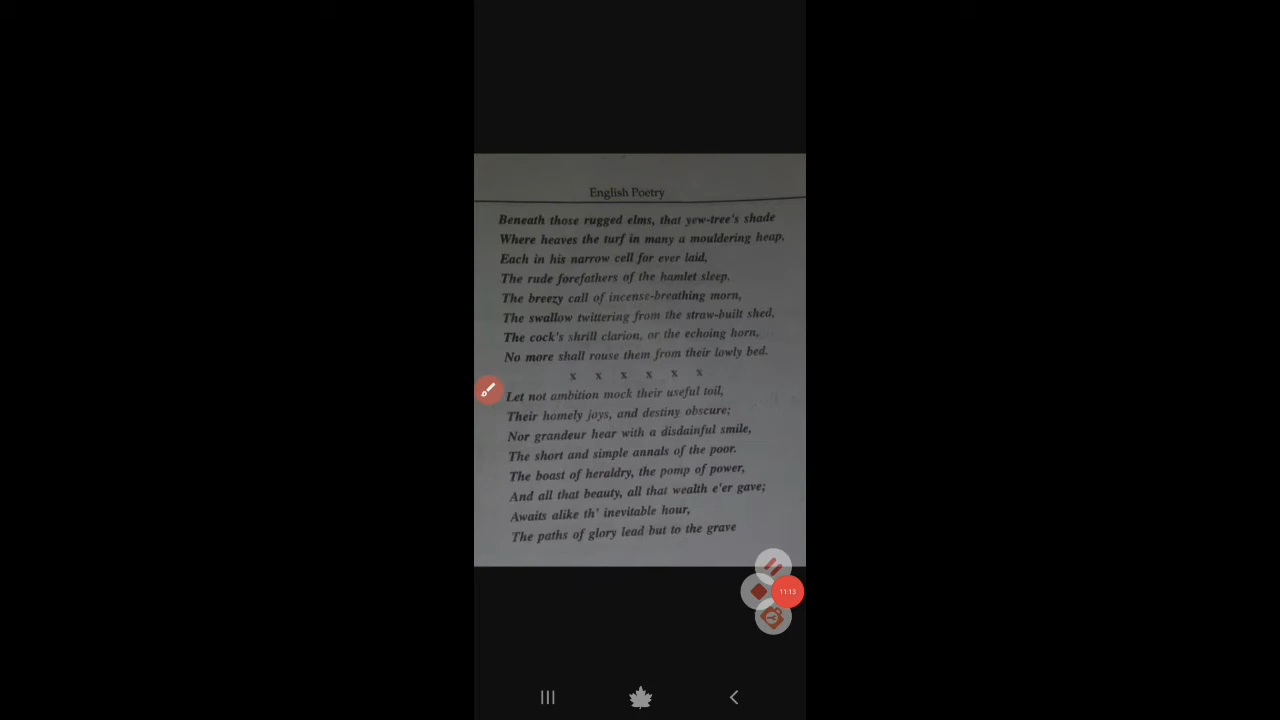 English Poetry
Beneath those rugged elms, that yew-tree's shade
Where heaves the turf in many a mouldering heap.
Each in his narrow cell for ever laid,
The rude forefathers of the hamlet sleep.
The breezy call of incense-breathing morn,
The swallow twittering from the straw-built shed,
The cock's shrill clarion, or the echoing horn,
No more shall rouse them from their lowly bed.
x x x x x x
Let not ambition mock their useful toil,
Their homely joys, and destiny obscure;
Nor grandeur hear with a disdainful smile,
The short and simple annals of the poor.
The boast of heraldry, the pomp of power,
And all that beauty, all that wealth e'er gave;
Awaits alike th' inevitable hour,
The paths of glory lead but to the grave
11:13